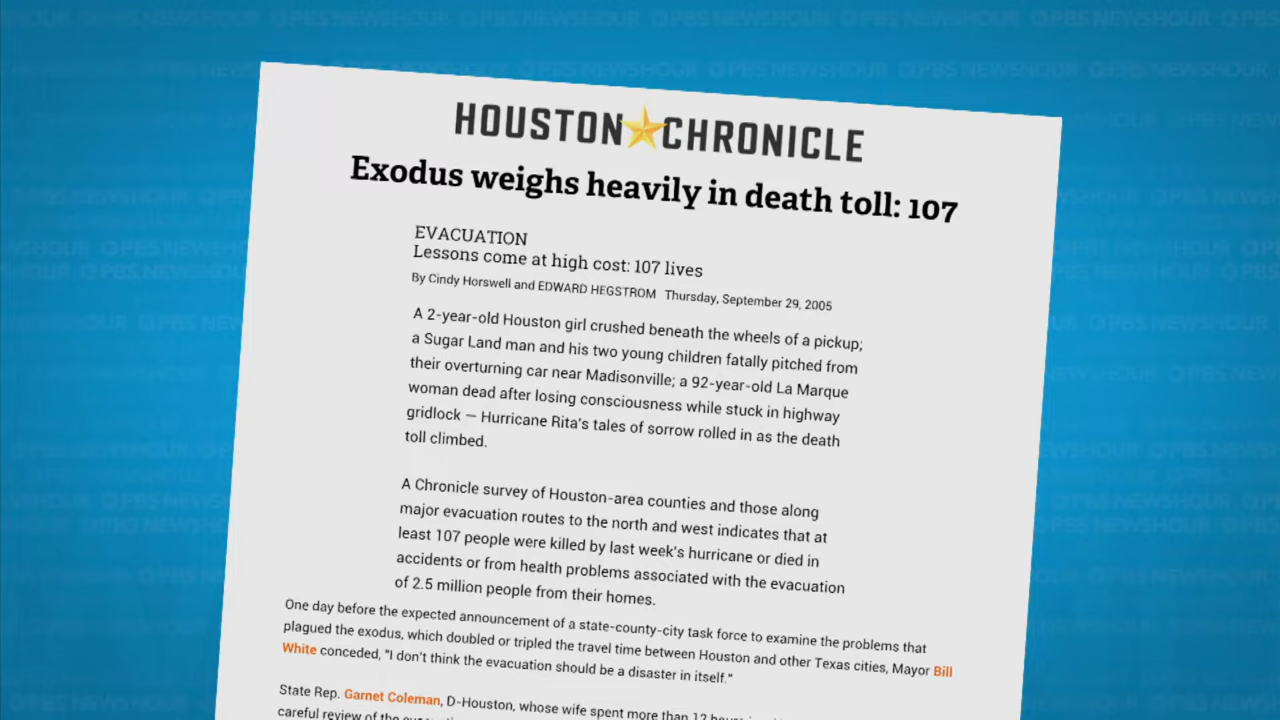 HOUSTON CHRONICLE
Exodus weighs heavily in death toll: 107
EVACUATION
Lessons come at high cost: 107 lives
By Cindy Horswell and EDWARD HEGSTROM Thursday, September 29, 2005
A 2-year-old Houston girl crushed beneath the wheels of a pickup;
a Sugar Land man and his two young children fatally pitched from
their overturning car near Madisonville; a 92-year-old La Marque
woman dead after losing consciousness while stuck in highway
gridlock — Hurricane Rita's tales of sorrow rolled in as the death
toll climbed.
A Chronicle survey of Houston-area counties and those along
major evacuation routes to the north and west indicates that at
least 107 people were killed by last week's hurricane or died in
accidents or from health problems associated with the evacuation
of 2.5 million people from their homes.
One day before the expected announcement of a state-county-city task force to examine the problems that
plagued the exodus, which doubled or tripled the travel time between Houston and other Texas cities, Mayor Bill
White conceded, "I don't think the evacuation should be a disaster in itself."
State Rep. Garnet Coleman, D-Houston, whose wife spent more than 12
careful review of the
PBS NEWSHOUR